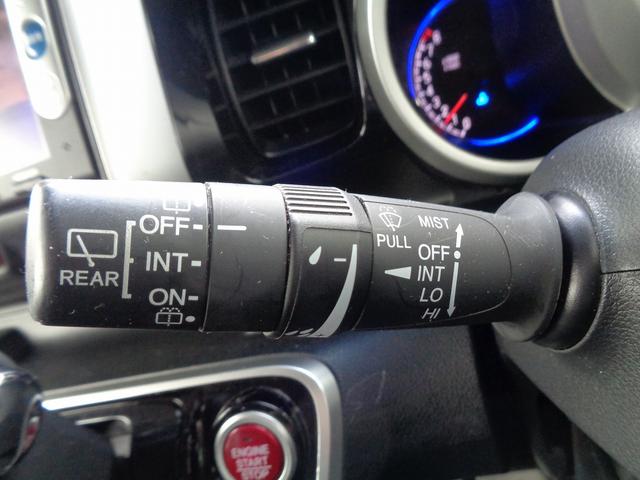 REAR
OFF
INT
ON
PULL
MIST
OFF
INT
LO
HI
ENGINE
START
STOP